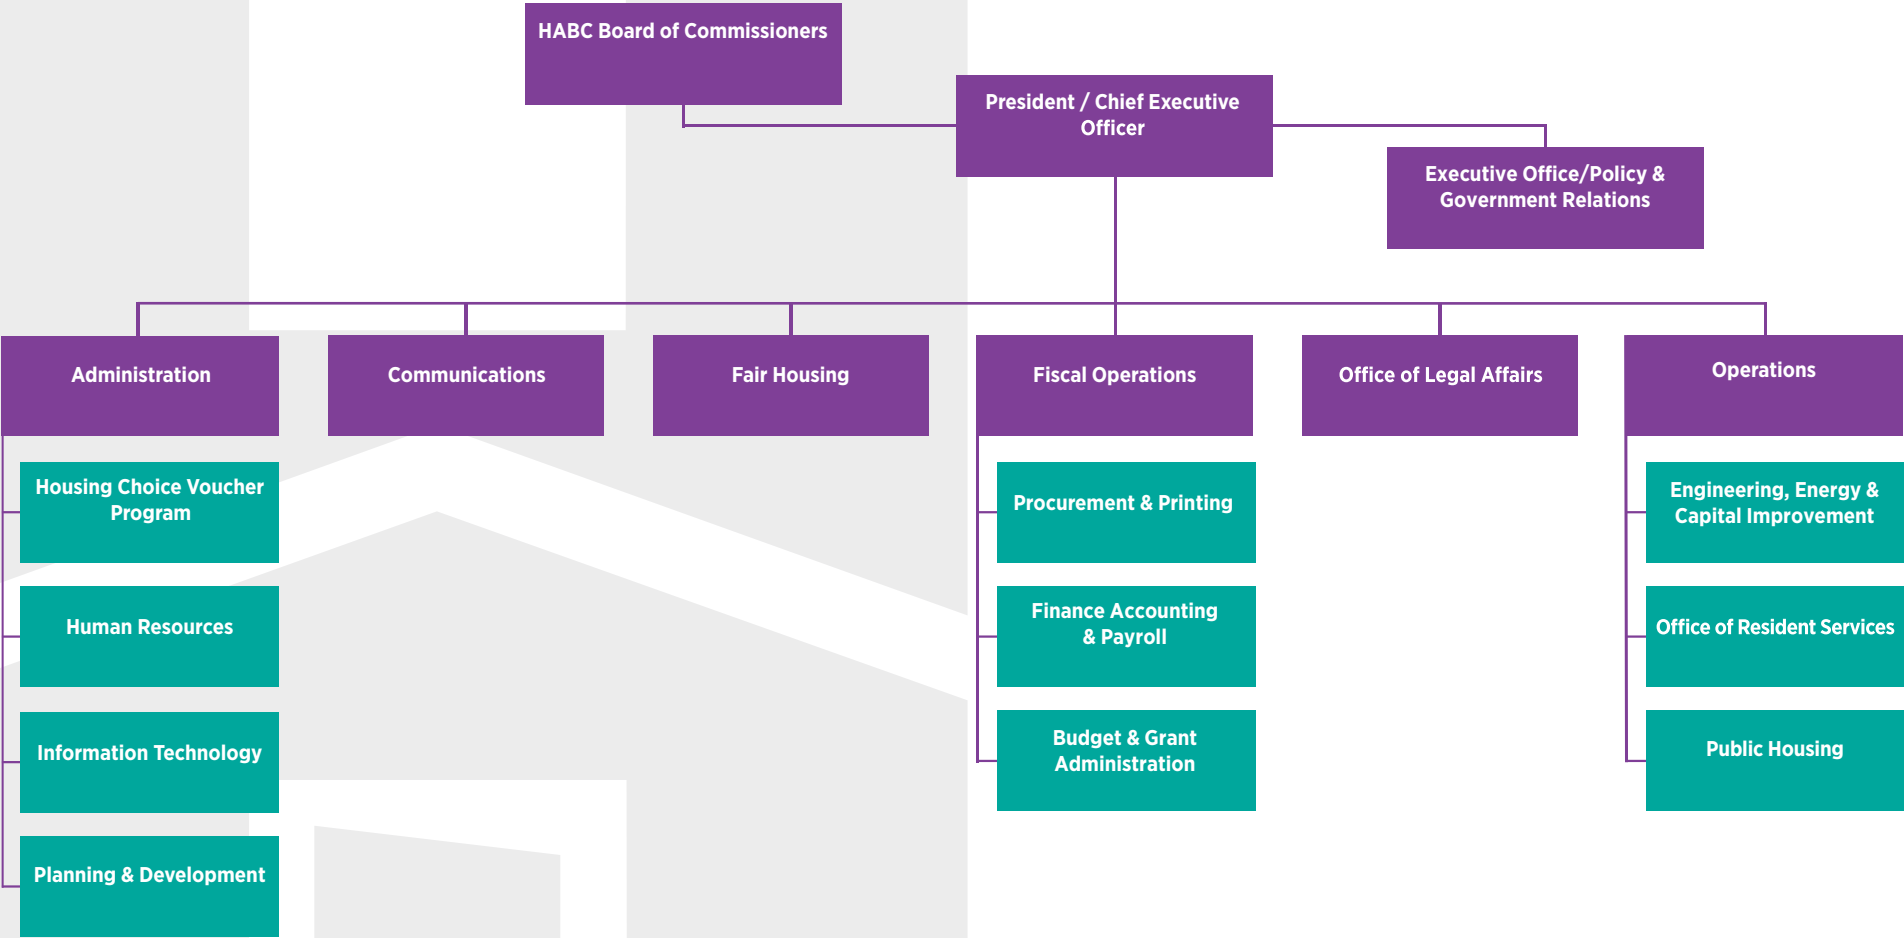 HABC Board of Commissioners
President / Chief Executive
Officer
Executive Office/Policy &
Government Relations
Administration
Communications
Fair Housing
Fiscal Operations
Office of Legal Affairs
Operations
Housing Choice Voucher
Program
Human Resources
Information Technology
Planning & Development
Procurement & Printing
Finance Accounting
& Payroll
Budget & Grant
Administration
Engineering, Energy &
Capital Improvement
Office of Resident Services
Public Housing